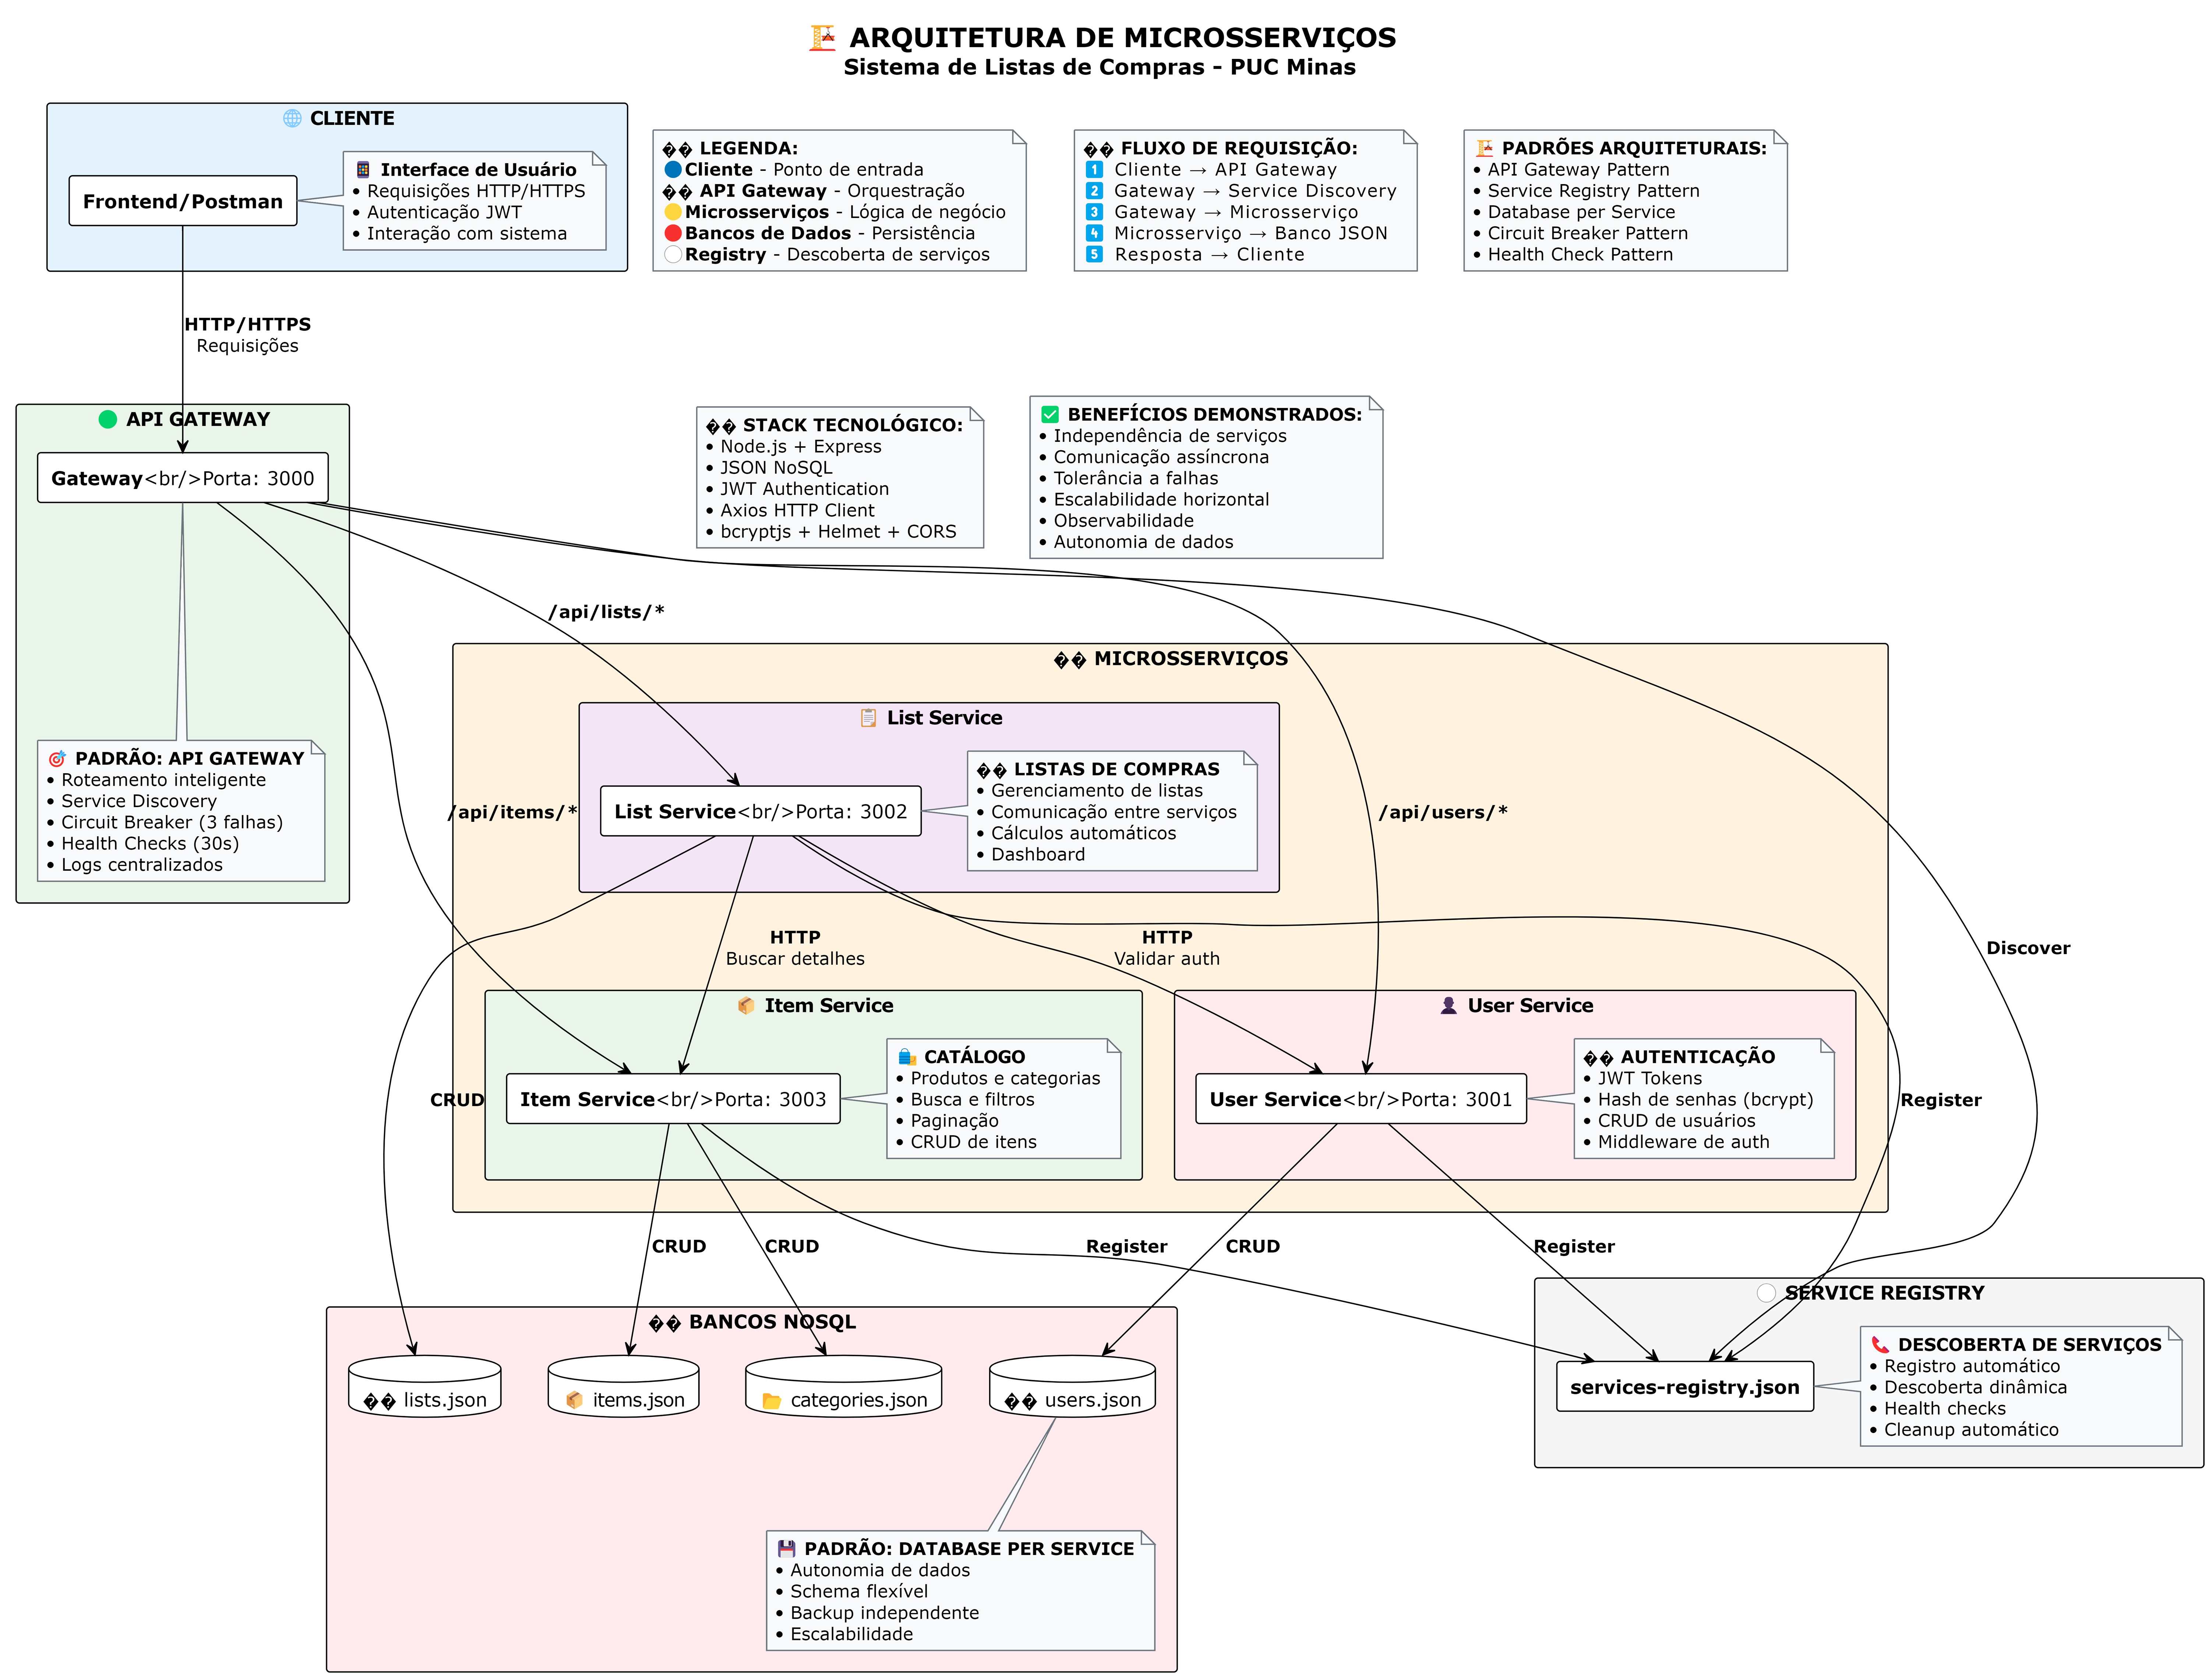 🏗️ ARQUITETURA DE MICROSSERVIÇOS
Sistema de Listas de Compras - PUC Minas
🌐 CLIENTE
Frontend/Postman
📱 Interface de Usuário
• Requisições HTTP/HTTPS
• Autenticação JWT
• Interação com sistema
�� LEGENDA:
🔵Cliente - Ponto de entrada
�� API Gateway - Orquestração
🟡Microsserviços - Lógica de negócio
🔴Bancos de Dados - Persistência
⚪Registry - Descoberta de serviços
�� FLUXO DE REQUISIÇÃO:
1️⃣ Cliente → API Gateway
2️⃣ Gateway → Service Discovery
3️⃣ Gateway → Microsserviço
4️⃣ Microsserviço → Banco JSON
5️⃣ Resposta → Cliente
🏗️ PADRÕES ARQUITETURAIS:
• API Gateway Pattern
• Service Registry Pattern
• Database per Service
• Circuit Breaker Pattern
• Health Check Pattern
HTTP/HTTPS
Requisições
🟢 API GATEWAY
Gateway<br/>Porta: 3000
�� STACK TECNOLÓGICO:
• Node.js + Express
• JSON NoSQL
• JWT Authentication
• Axios HTTP Client
• bcryptjs + Helmet + CORS
✅ BENEFÍCIOS DEMONSTRADOS:
• Independência de serviços
• Comunicação assíncrona
• Tolerância a falhas
• Escalabilidade horizontal
• Observabilidade
• Autonomia de dados
/api/lists/*
🎯 PADRÃO: API GATEWAY
• Roteamento inteligente
• Service Discovery
• Circuit Breaker (3 falhas)
• Health Checks (30s)
• Logs centralizados
�� MICROSSERVIÇOS
📋 List Service
List Service<br/>Porta: 3002
�� LISTAS DE COMPRAS
• Gerenciamento de listas
• Comunicação entre serviços
• Cálculos automáticos
• Dashboard
/api/items/*
/api/users/*
HTTP
Buscar detalhes
HTTP
Validar auth
Discover
📦 Item Service
Item Service<br/>Porta: 3003
🛍️ CATÁLOGO
• Produtos e categorias
• Busca e filtros
• Paginação
• CRUD de itens
👤 User Service
User Service<br/>Porta: 3001
�� AUTENTICAÇÃO
• JWT Tokens
• Hash de senhas (bcrypt)
• CRUD de usuários
• Middleware de auth
CRUD
Register
CRUD
CRUD
Register
CRUD
Register
�� BANCOS NOSQL
�� lists.json
📦 items.json
📂 categories.json
�� users.json
💾 PADRÃO: DATABASE PER SERVICE
• Autonomia de dados
• Schema flexível
• Backup independente
• Escalabilidade
⚪ SERVICE REGISTRY
services-registry.json
📞 DESCOBERTA DE SERVIÇOS
• Registro automático
• Descoberta dinâmica
• Health checks
• Cleanup automático